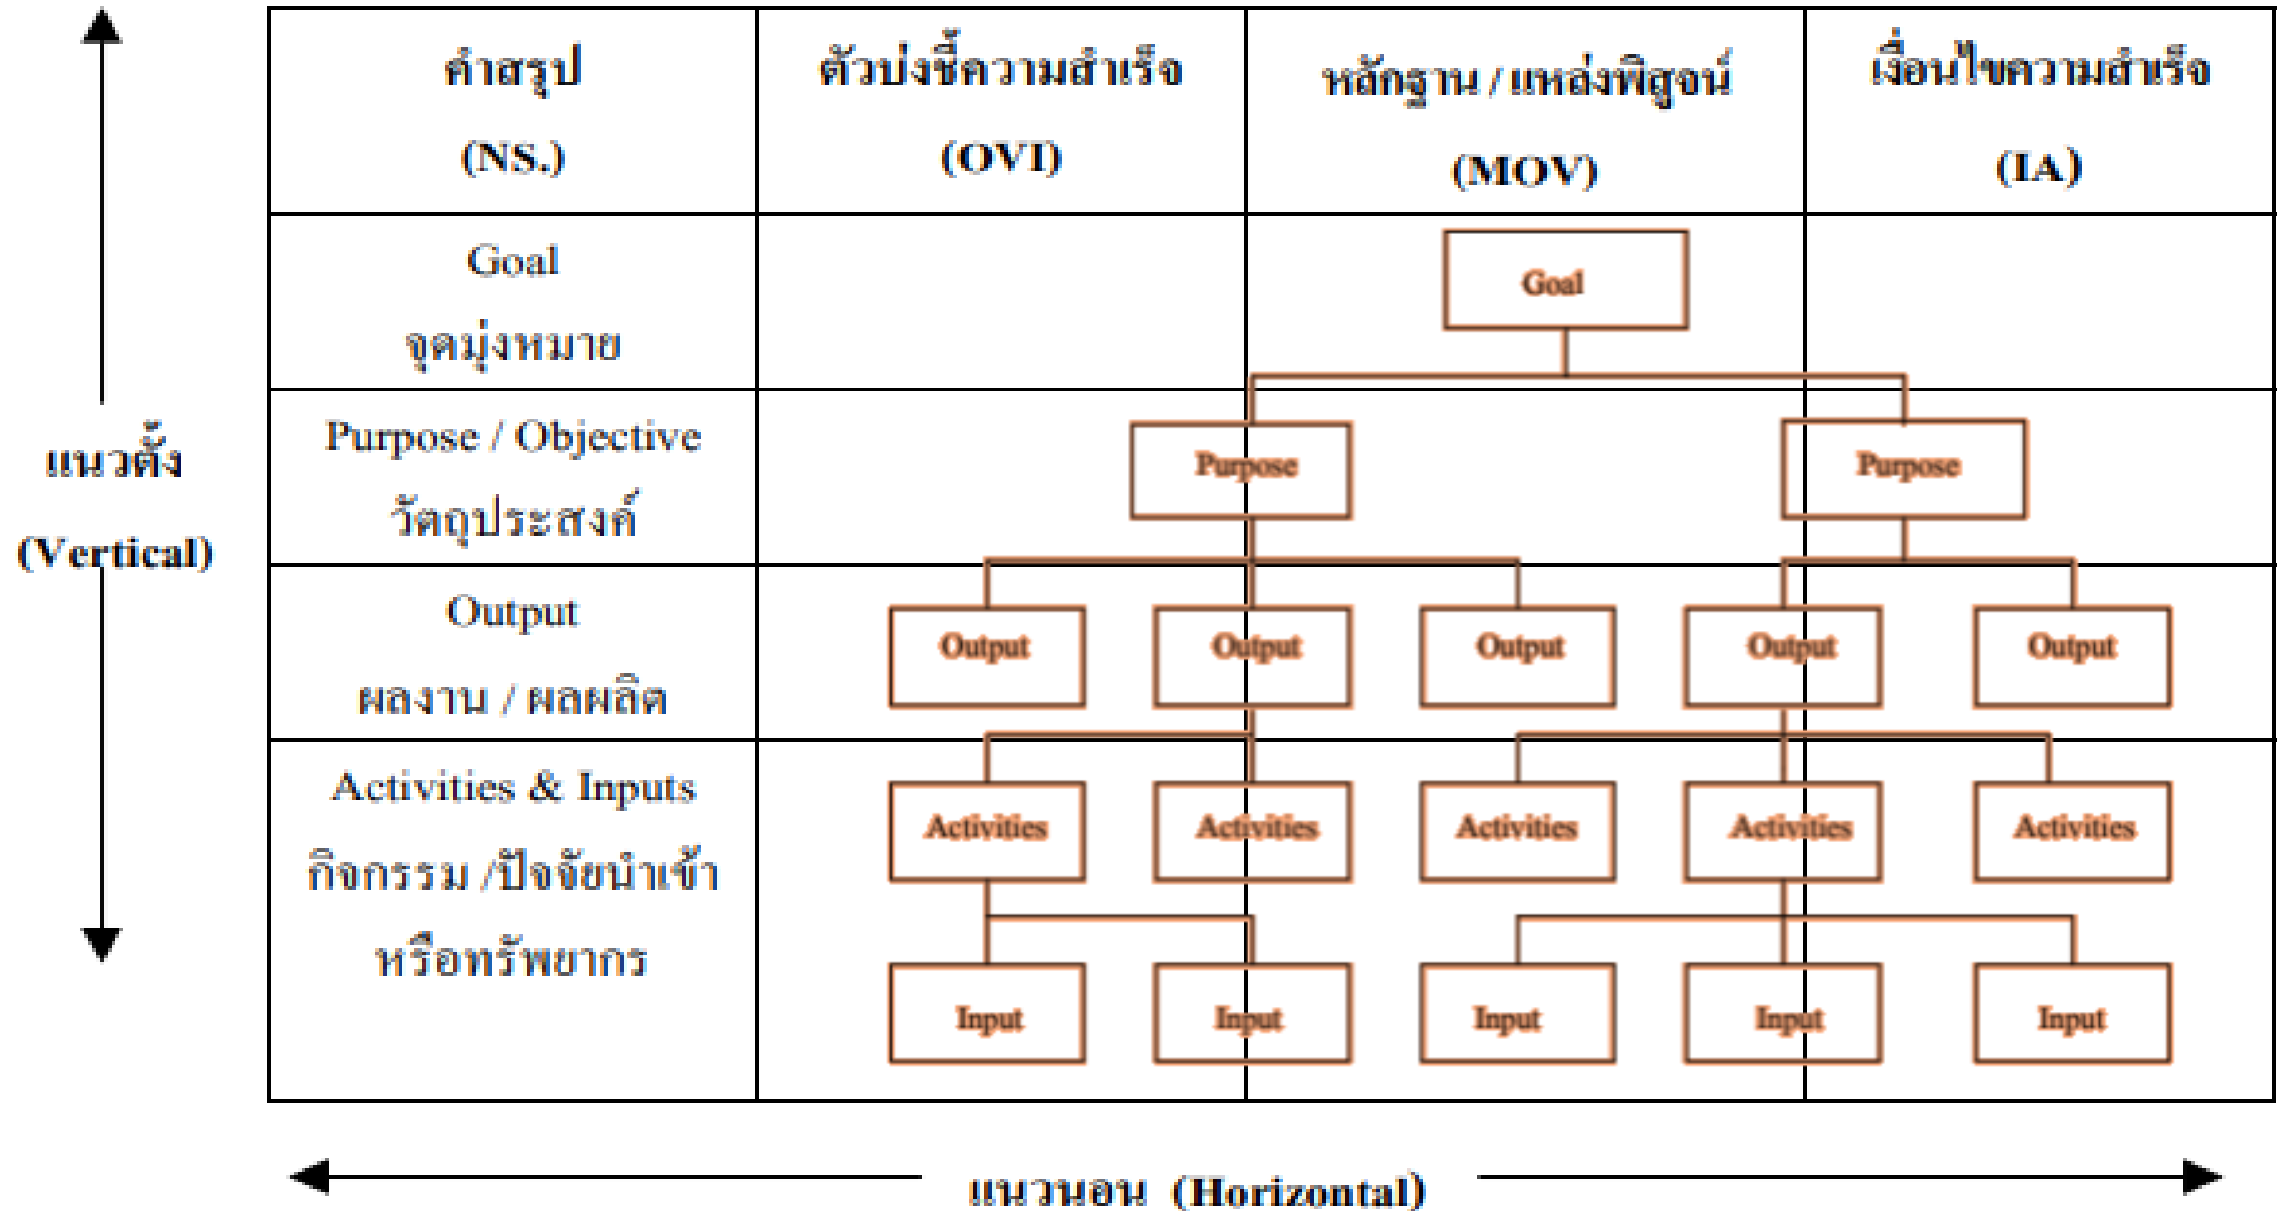 คำสรุป
(NS.)
ตัวบ่งชี้ความสำเร็จ
(OVI)
หลักฐาน / แหล่งพิสูจน์
(MOV)
เงื่อนไขความสำเร็จ
(IA)
Goal
จุดมุ่งหมาย
Goal
แนวตั้ง
(Vertical)
Purpose / Objective
วัตถุประสงค์
Purpose
Purpose
Output
ผลงาน / ผลผลิต
Output
Output
Output
Output
Output
Activities & Inputs
กิจกรรม /ปัจจัยนำเข้า
หรือทรัพยากร
Activities
Activities
Activities
Activities
Activities
Input
Input
Input
Input
Input
แนวนอน (Horizontal)